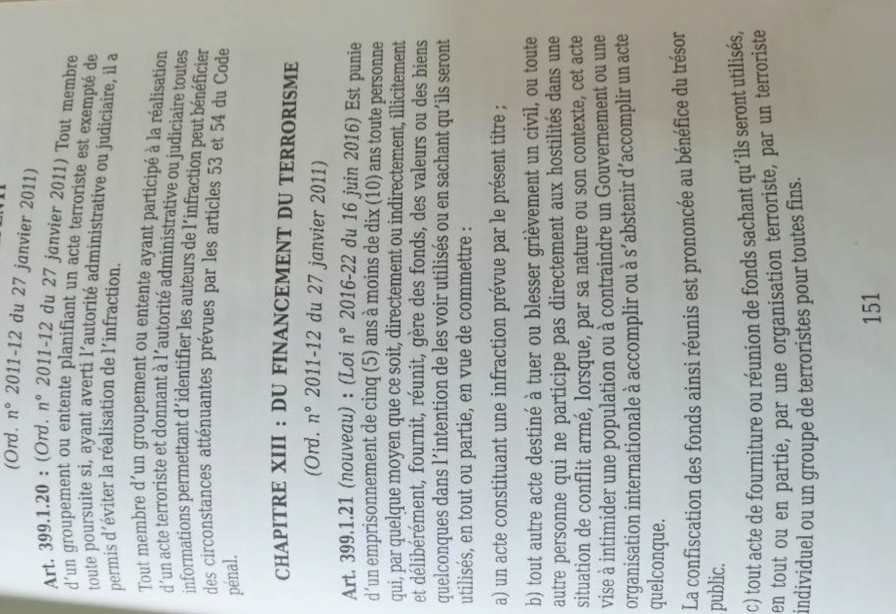 (Ord. n° 2011-12 du 27 janvier 2011)
Art. 399.1.20 : (Ord. n° 2011-12 du 27 janvier 2011) Tout membre
d'un groupement ou entente planifiant un acte terroriste est exempté de
toute poursuite si, ayant averti l'autorité administrative ou judiciaire, il a
permis d'éviter la réalisation de l'infraction.
Tout membre d'un groupement ou entente ayant participé à la réalisation
d'un acte terroriste et donnant à l'autorité administrative ou judiciaire toutes
informations permettant d'identifier les auteurs de l'infraction peut bénéficier
des circonstances atténuantes prévues par les articles 53 et 54 du Code
pénal.
CHAPITRE XIII : DU FINANCEMENT DU TERRORISME
(Ord. n° 2011-12 du 27 janvier 2011)
Art. 399.1.21 (nouveau) : (Loi n° 2016-22 du 16 juin 2016) Est punie
d'un emprisonnement de cinq (5) ans à moins de dix (10) ans toute personne
qui, par quelque moyen que ce soit, directement ou indirectement, illicitement
et délibérément, fournit, réunit, gère des fonds, des valeurs ou des biens
quelconques dans l'intention de les voir utilisés ou en sachant qu'ils seront
utilisés, en tout ou partie, en vue de commettre :
a) un acte constituant une infraction prévue par le présent titre ;
b) tout autre acte destiné à tuer ou blesser grièvement un civil, ou toute
autre personne qui ne participe pas directement aux hostilités dans une
situation de conflit armé, lorsque, par sa nature ou son contexte, cet acte
vise à intimider une population ou à contraindre un Gouvernement ou une
organisation internationale à accomplir ou à s'abstenir d'accomplir un acte
quelconque.
La confiscation des fonds ainsi réunis est prononcée au bénéfice du trésor
public.
c) tout acte de fourniture ou réunion de fonds sachant qu'ils seront utilisés,
en tout ou en partie, par une organisation terroriste, par un terroriste
individuel ou un groupe de terroristes pour toutes fins.
151